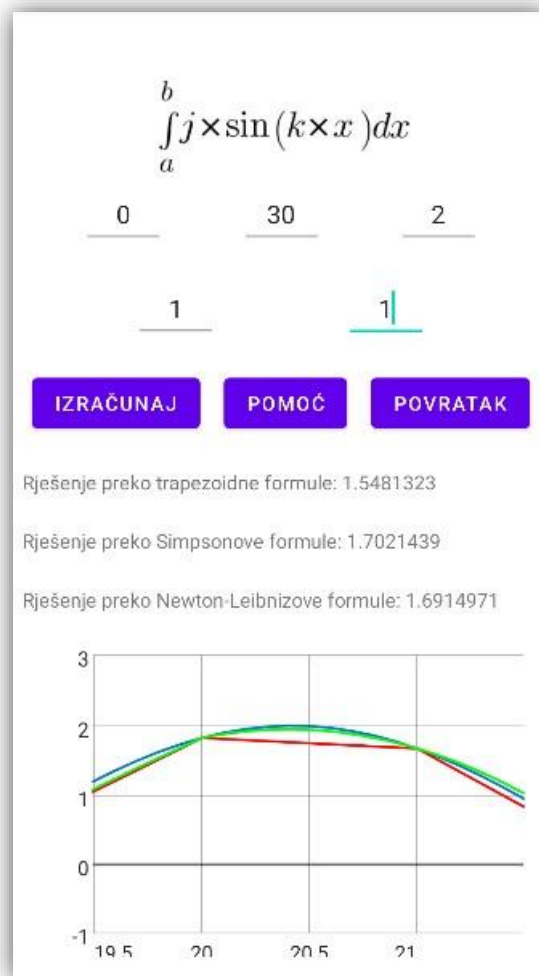 b
∫ j×sin(k×x)dx
a
0 30 2
1 1
IZRAČUNAJ POMOĆ POVRATAK
Rješenje preko trapezoidne formule: 1.5481323
Rješenje preko Simpsonove formule: 1.7021439
Rješenje preko Newton-Leibnizove formule: 1.6914971
3
2
1
0
-1
19.5 20 20.5 21